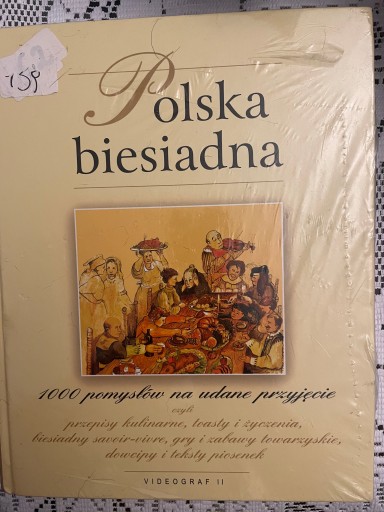 Polska
biesiadna
1000 pomysłów na udane przyjęcie
czyli
przepisy kulinarne, toasty i życzenia,
biesiadny savoir-vivre, gry i zabawy towarzyskie,
dowcipy i teksty piosenek
VIDEOGRAF II